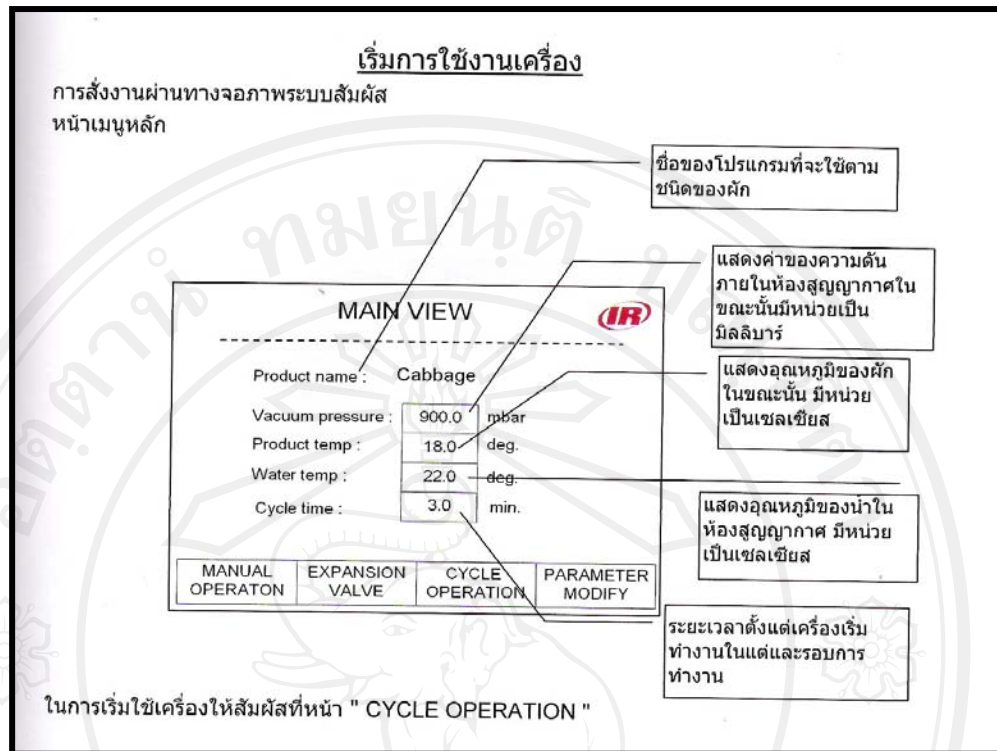 เริ่มการใช้งานเครื่อง
การสั่งงานผ่านทางจอภาพระบบสัมผัส
หน้าเมนูหลัก
ชื่อของโปรแกรมที่จะใช้ตาม
ชนิดของผัก
แสดงค่าของความดัน
ภายในห้องสูญญากาศใน
ขณะนั้นมีหน่วยเป็น
มิลลิบาร์
MAIN VIEW
IR
แสดงอุณหภูมิของผัก
ในขณะนั้น มีหน่วย
เป็นเซลเซียส
Product name : Cabbage
Vacuum pressure : 900.0 mbar
Product temp : 18.0 deg.
Water temp : 22.0 deg.
Cycle time : 3.0 min.
แสดงอุณหภูมิของน้ำใน
ห้องสูญญากาศ มีหน่วย
เป็นเซลเซียส
MANUAL OPERATON
EXPANSION VALVE
CYCLE OPERATION
PARAMETER MODIFY
ระยะเวลาตั้งแต่เครื่องเริ่ม
ทำงานในแต่และรอบการ
ทำงาน
ในการเริ่มใช้เครื่องให้สัมผัสที่หน้า " CYCLE OPERATION "